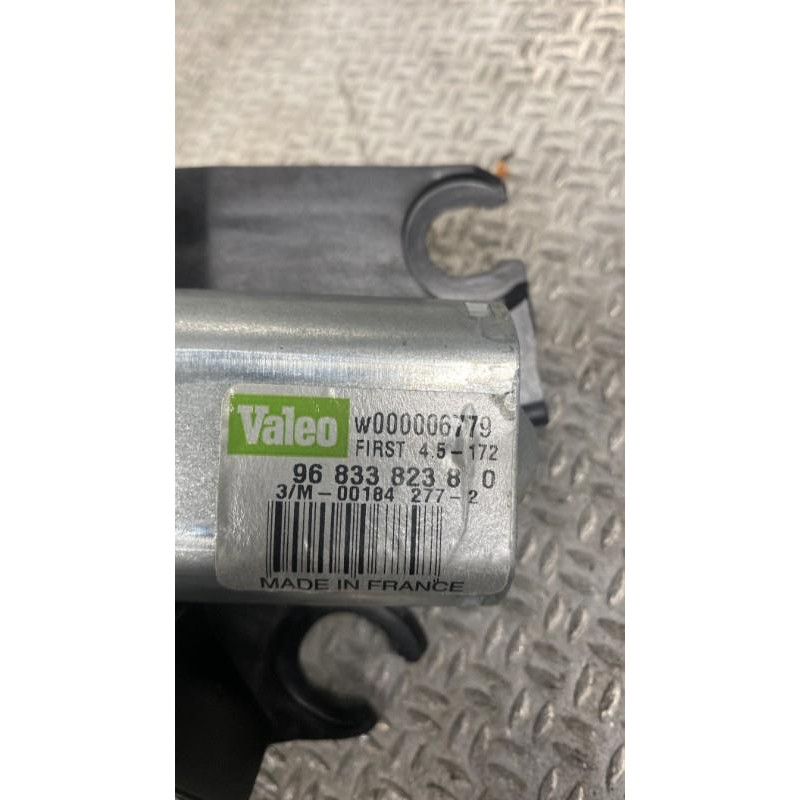 Valeo w000006779
FIRST 4.5-172
96 833 823 8 0
3/M-00184 277-2
MADE IN FRANCE